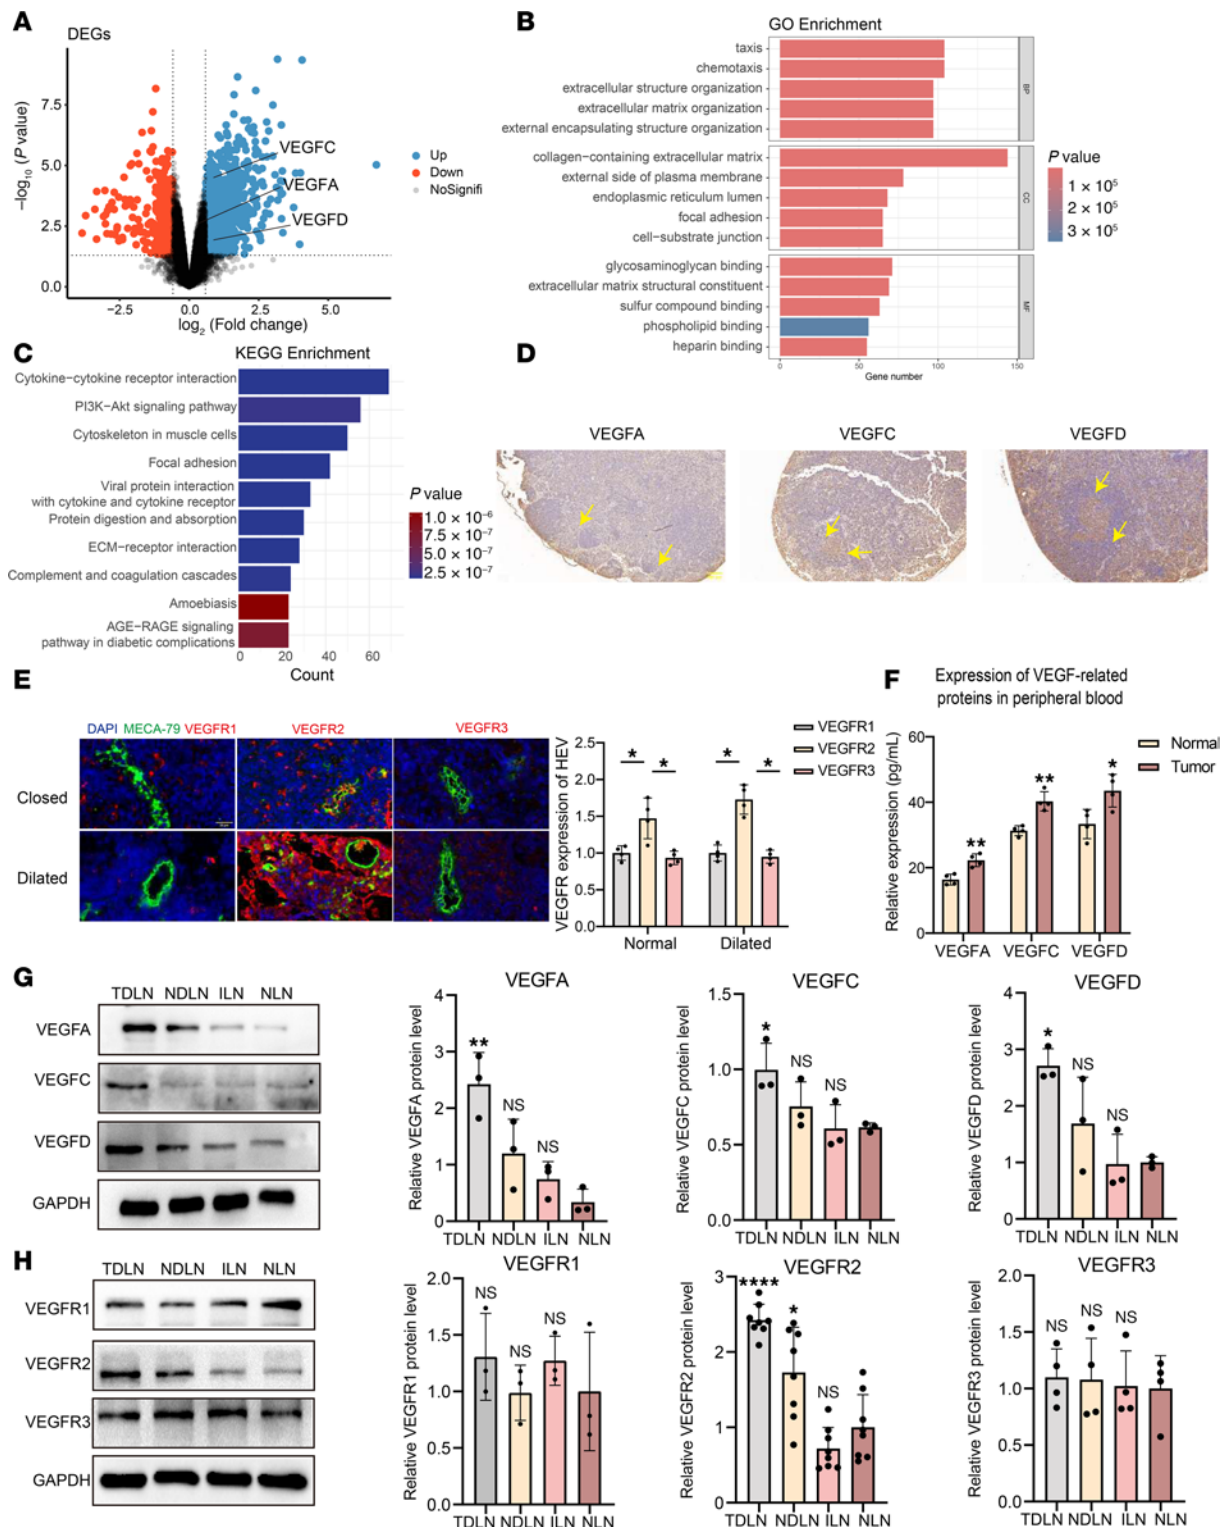 A
DEGs
−log10 (P value)
7.5
5.0
2.5
0.0
−2.5
0.0
2.5
5.0
log2 (Fold change)
VEGFC
VEGFA
VEGFD
Up
Down
NoSignifi
B
GO Enrichment
taxis
chemotaxis
extracellular structure organization
extracellular matrix organization
external encapsulating structure organization
BP
collagen-containing extracellular matrix
external side of plasma membrane
endoplasmic reticulum lumen
focal adhesion
cell-substrate junction
CC
glycosaminoglycan binding
extracellular matrix structural constituent
sulfur compound binding
phospholipid binding
heparin binding
MF
0
50
100
150
Gene number
P value
1 × 10⁵
2 × 10⁵
3 × 10⁵
C
KEGG Enrichment
Cytokine−cytokine receptor interaction
PI3K−Akt signaling pathway
Cytoskeleton in muscle cells
Focal adhesion
Viral protein interaction
with cytokine and cytokine receptor
Protein digestion and absorption
ECM−receptor interaction
Complement and coagulation cascades
Amoebiasis
AGE−RAGE signaling
pathway in diabetic complications
0
20
40
60
Count
P value
1.0 × 10⁻⁶
7.5 × 10⁻⁷
5.0 × 10⁻⁷
2.5 × 10⁻⁷
D
VEGFA
VEGFC
VEGFD
E
DAPI MECA-79 VEGFR1
VEGFR2
VEGFR3
Closed
Dilated
VEGFR expression of HEV
2.5
2.0
1.5
1.0
0.5
0.0
* * * *
Normal
Dilated
VEGFR1
VEGFR2
VEGFR3
F
Expression of VEGF-related
proteins in peripheral blood
Relative expression (pg/mL)
60
40
20
0
** ** *
VEGFA
VEGFC
VEGFD
Normal
Tumor
G
TDLN NDLN ILN NLN
VEGFA
VEGFC
VEGFD
GAPDH
VEGFA
Relative VEGFA protein level
4
3
2
1
0
** NS NS
TDLN NDLN ILN NLN
VEGFC
Relative VEGFC protein level
1.5
1.0
0.5
0.0
* NS NS
TDLN NDLN ILN NLN
VEGFD
Relative VEGFD protein level
4
3
2
1
0
* NS NS
TDLN NDLN ILN NLN
H
TDLN NDLN ILN NLN
VEGFR1
VEGFR2
VEGFR3
GAPDH
VEGFR1
Relative VEGFR1 protein level
2.0
1.5
1.0
0.5
0.0
NS NS NS
TDLN NDLN ILN NLN
VEGFR2
Relative VEGFR2 protein level
3
2
1
0
**** * NS
TDLN NDLN ILN NLN
VEGFR3
Relative VEGFR3 protein level
2.0
1.5
1.0
0.5
0.0
NS NS NS
TDLN NDLN ILN NLN